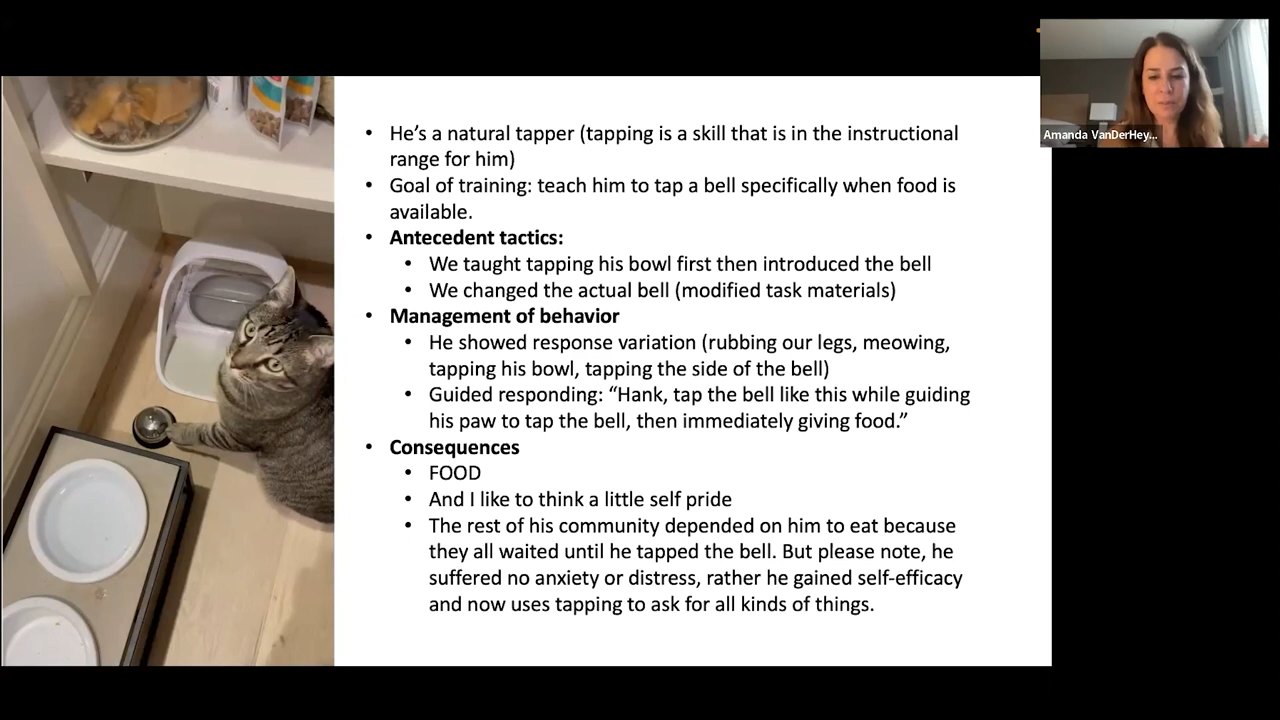 Amanda VanDerHey...
• He’s a natural tapper (tapping is a skill that is in the instructional
range for him)
• Goal of training: teach him to tap a bell specifically when food is
available.
• Antecedent tactics:
• We taught tapping his bowl first then introduced the bell
• We changed the actual bell (modified task materials)
• Management of behavior
• He showed response variation (rubbing our legs, meowing,
tapping his bowl, tapping the side of the bell)
• Guided responding: “Hank, tap the bell like this while guiding
his paw to tap the bell, then immediately giving food.”
• Consequences
• FOOD
• And I like to think a little self pride
• The rest of his community depended on him to eat because
they all waited until he tapped the bell. But please note, he
suffered no anxiety or distress, rather he gained self-efficacy
and now uses tapping to ask for all kinds of things.